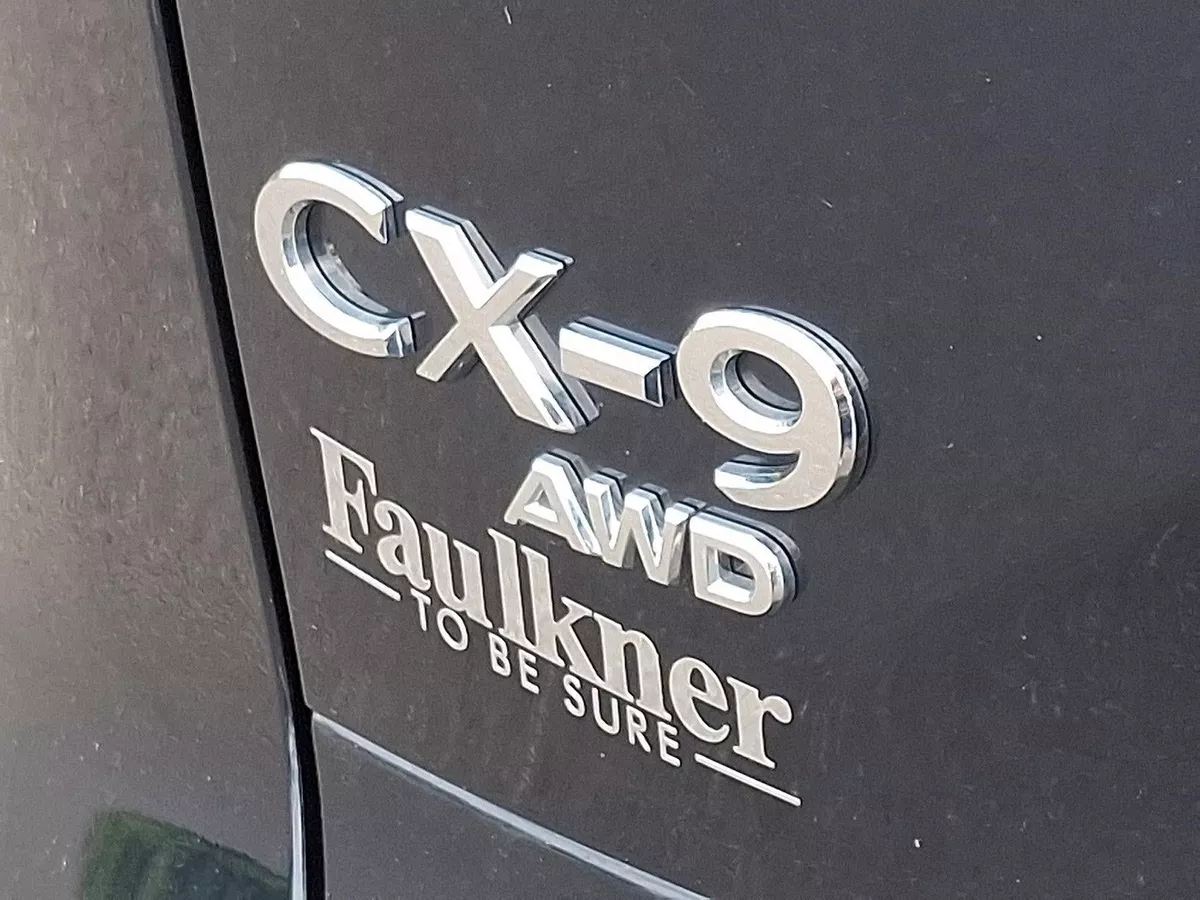 CX-9
AWD
Faulkner
TO BE SURE